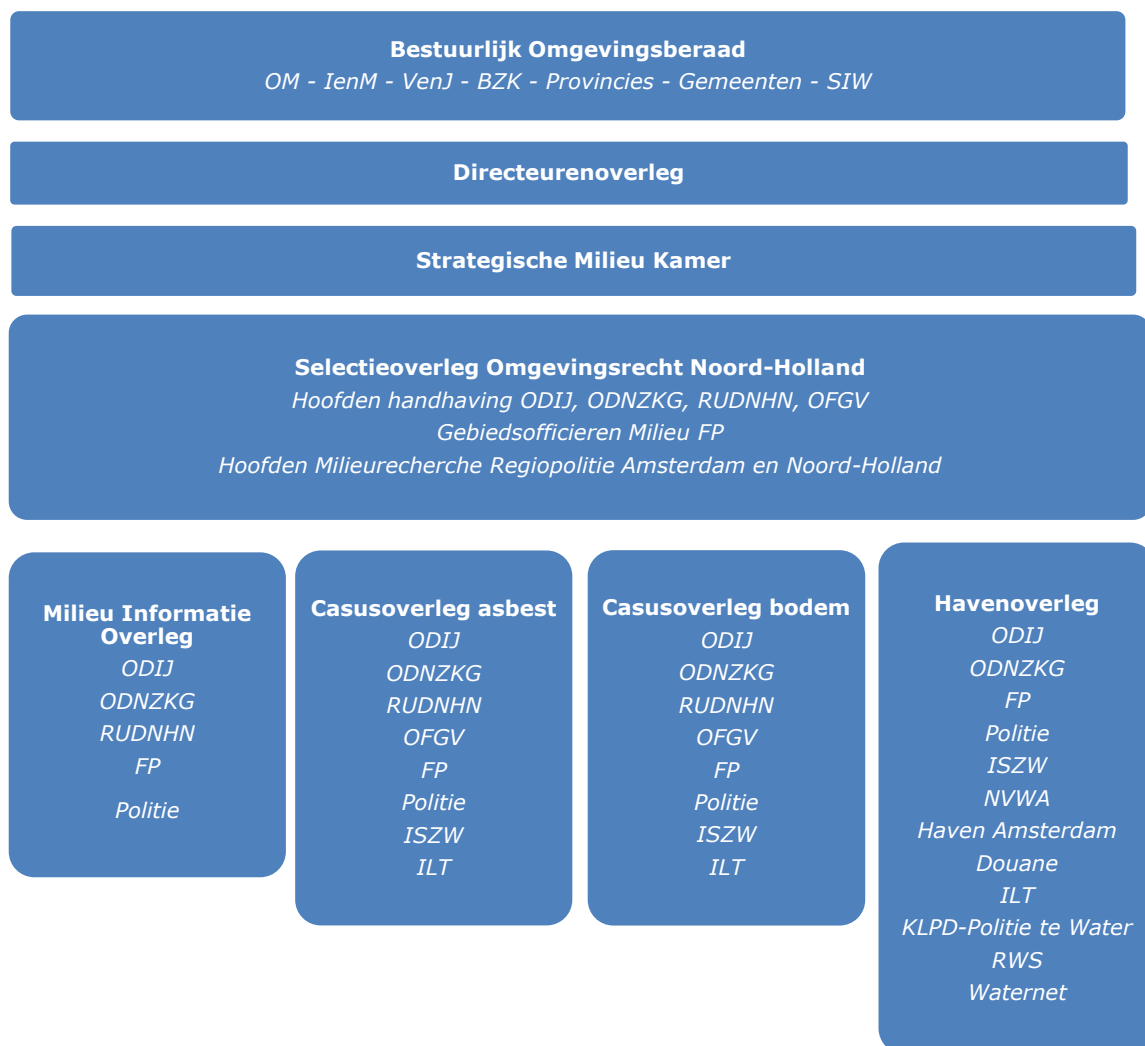 Bestuurlijk Omgevingsberaad
OM - IenM - VenJ - BZK - Provincies - Gemeenten - SIW
Directeurenoverleg
Strategische Milieu Kamer
Selectieoverleg Omgevingsrecht Noord-Holland
Hoofden handhaving ODIJ, ODNZKG, RUDNHN, OFGV
Gebiedsofficieren Milieu FP
Hoofden Milieurecherche Regiopolitie Amsterdam en Noord-Holland
Milieu Informatie
Overleg
ODIJ
ODNZKG
RUDNHN
FP
Politie
Casusoverleg asbest
ODIJ
ODNZKG
RUDNHN
OFGV
FP
Politie
ISZW
ILT
Casusoverleg bodem
ODIJ
ODNZKG
RUDNHN
OFGV
FP
Politie
ISZW
ILT
Havenoverleg
ODIJ
ODNZKG
FP
Politie
ISZW
NVWA
Haven Amsterdam
Douane
ILT
KLPD-Politie te Water
RWS
Waternet